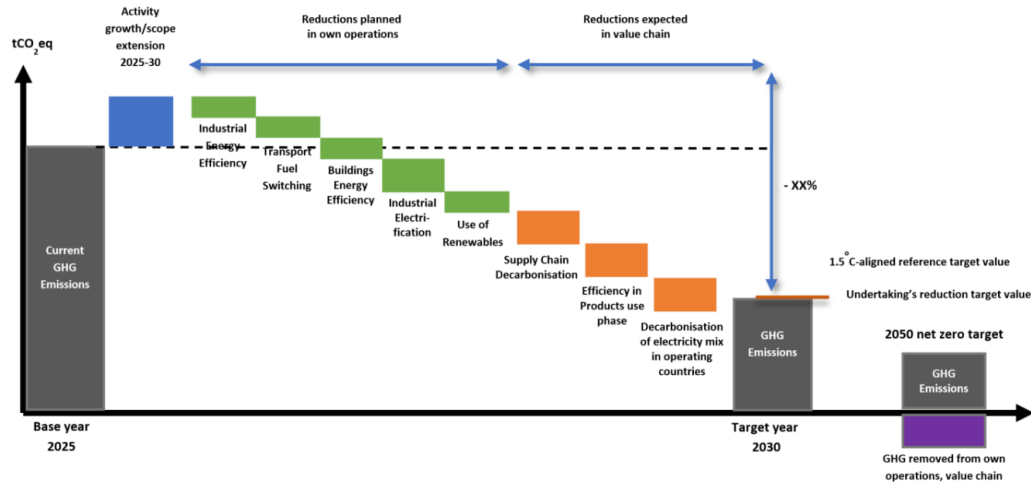 Activity
growth/scope
extension
2025-30
Reductions planned
in own operations
Reductions expected
in value chain
tCO2eq
Industrial
Energy
Efficiency
Transport
Fuel
Switching
Buildings
Energy
Efficiency
Industrial
Electri-
fication
Use of
Renewables
Supply Chain
Decarbonisation
Efficiency in
Products use
phase
Decarbonisation
of electricity mix
in operating
countries
- XX%
1.5°C-aligned reference target value
Undertaking's reduction target value
Current
GHG
Emissions
GHG
Emissions
2050 net zero target
GHG
Emissions
Base year
2025
Target year
2030
GHG removed from own
operations, value chain